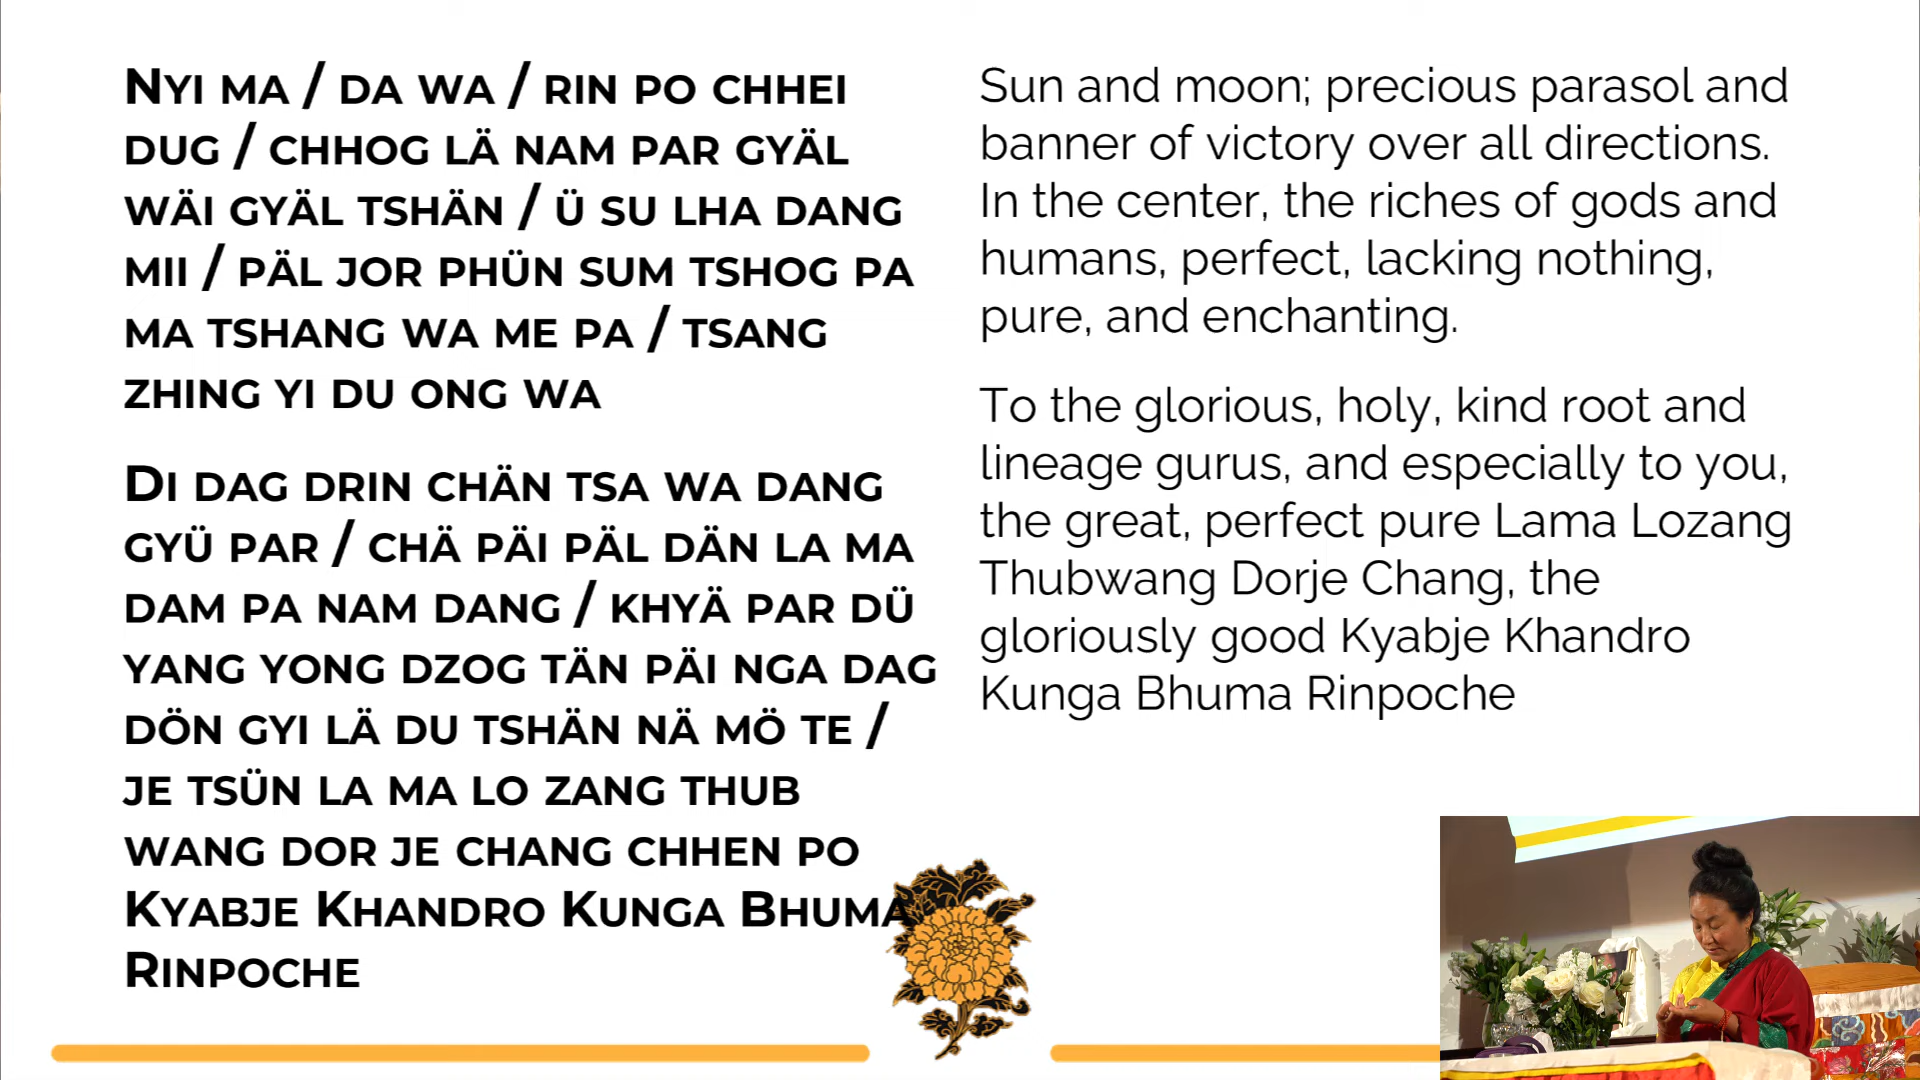 NYI MA / DA WA / RIN PO CHHEI
DUG / CHHOG LÄ NAM PAR GYÄL
WÄI GYÄL TSHÄN / Ü SU LHA DANG
MII / PÄL JOR PHÜN SUM TSHOG PA
MA TSHANG WA ME PA / TSANG
ZHING YI DU ONG WA
DI DAG DRIN CHÄN TSA WA DANG
GYÜ PAR / CHÄ PÄI PÄL DÄN LA MA
DAM PA NAM DANG / KHYÄ PAR DÜ
YANG YONG DZOG TÄN PÄI NGA DAG
DÖN GYI LÄ DU TSHÄN NÄ MÖ TE /
JE TSÜN LA MA LO ZANG THUB
WANG DOR JE CHANG CHHEN PO
KYABJE KHANDRO KUNGA BHUMA
RINPOCHE
Sun and moon; precious parasol and
banner of victory over all directions.
In the center, the riches of gods and
humans, perfect, lacking nothing,
pure, and enchanting.
To the glorious, holy, kind root and
lineage gurus, and especially to you,
the great, perfect pure Lama Lozang
Thubwang Dorje Chang, the
gloriously good Kyabje Khandro
Kunga Bhuma Rinpoche